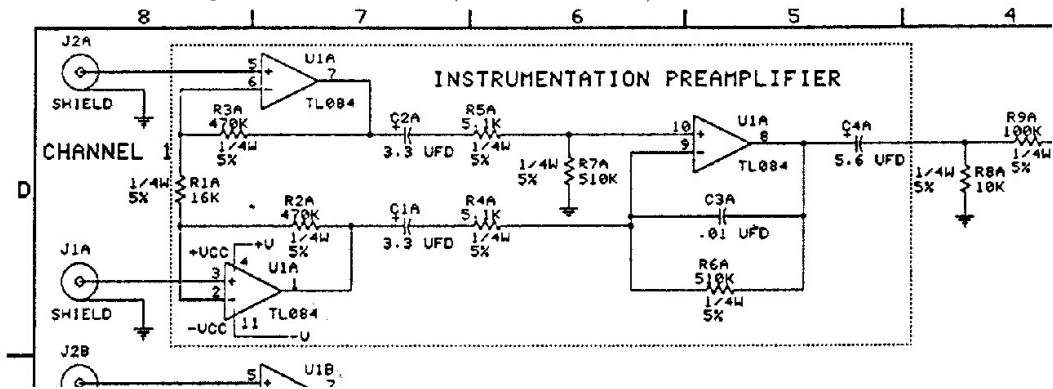 8 7 6 5 4
J2A
SHIELD
5
6
U1A
7
TL084
INSTRUMENTATION PREAMPLIFIER
R3A
470K
1/4W
5%
C2A
3.3 UFD
R5A
5.1K
1/4W
5%
10
9
U1A
8
TL084
C4A
5.6 UFD
R9A
100K
1/4W
5%
CHANNEL 1
D
1/4W
5%
R1A
16K
1/4W
5%
R7A
510K
1/4W
5%
R8A
10K
R2A
470K
1/4W
5%
C1A
3.3 UFD
R4A
5.1K
1/4W
5%
C3A
.01 UFD
R6A
510K
1/4W
5%
J1A
SHIELD
+VCC
+V
4
3
2
U1A
1
TL084
-VCC
11
-V
J2B
5
U1B
7